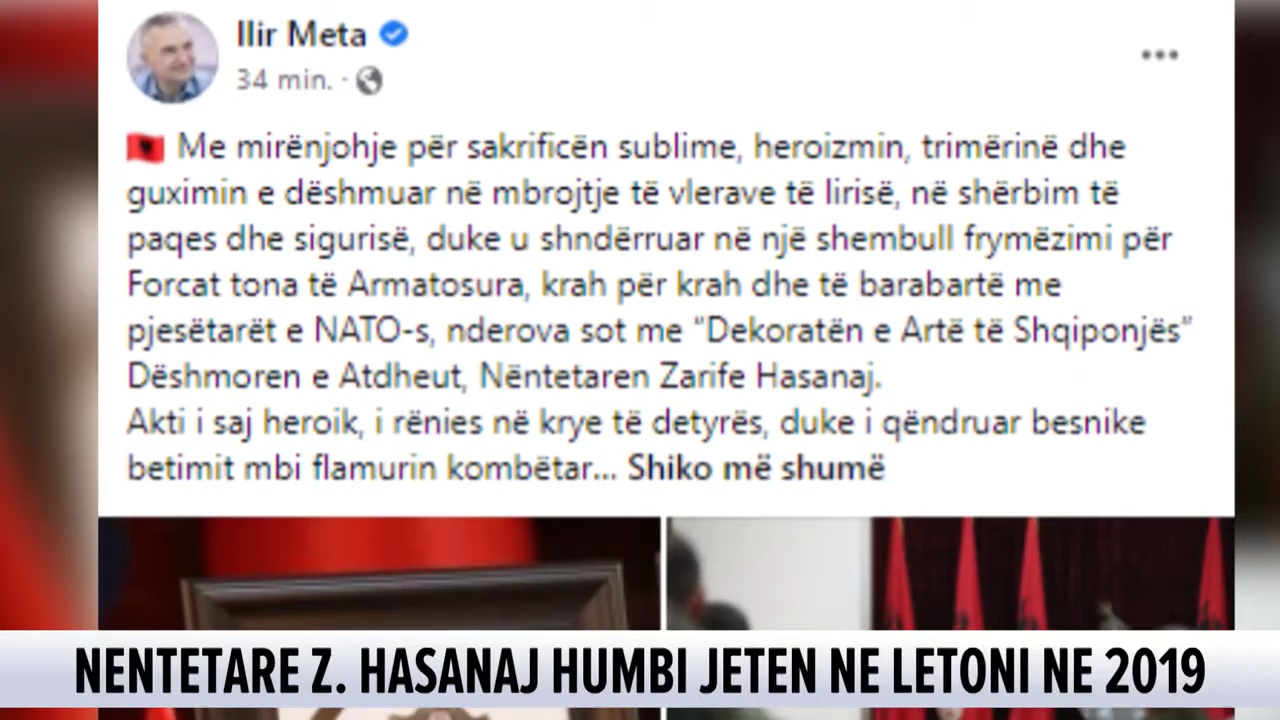 Ilir Meta
34 min. ·
Me mirënjohje për sakrificën sublime, heroizmin, trimërinë dhe
guximin e dëshmuar në mbrojtje të vlerave të lirisë, në shërbim të
paqes dhe sigurisë, duke u shndërruar në një shembull frymëzimi për
Forcat tona të Armatosura, krah për krah dhe të barabartë me
pjesëtarët e NATO-s, nderova sot me “Dekoratën e Artë të Shqiponjës”
Dëshmoren e Atdheut, Nëntetaren Zarife Hasanaj.
Akti i saj heroik, i rënies në krye të detyrës, duke i qëndruar besnike
betimit mbi flamurin kombëtar... Shiko më shumë
NENTETARE Z. HASANAJ HUMBI JETEN NE LETONI NE 2019